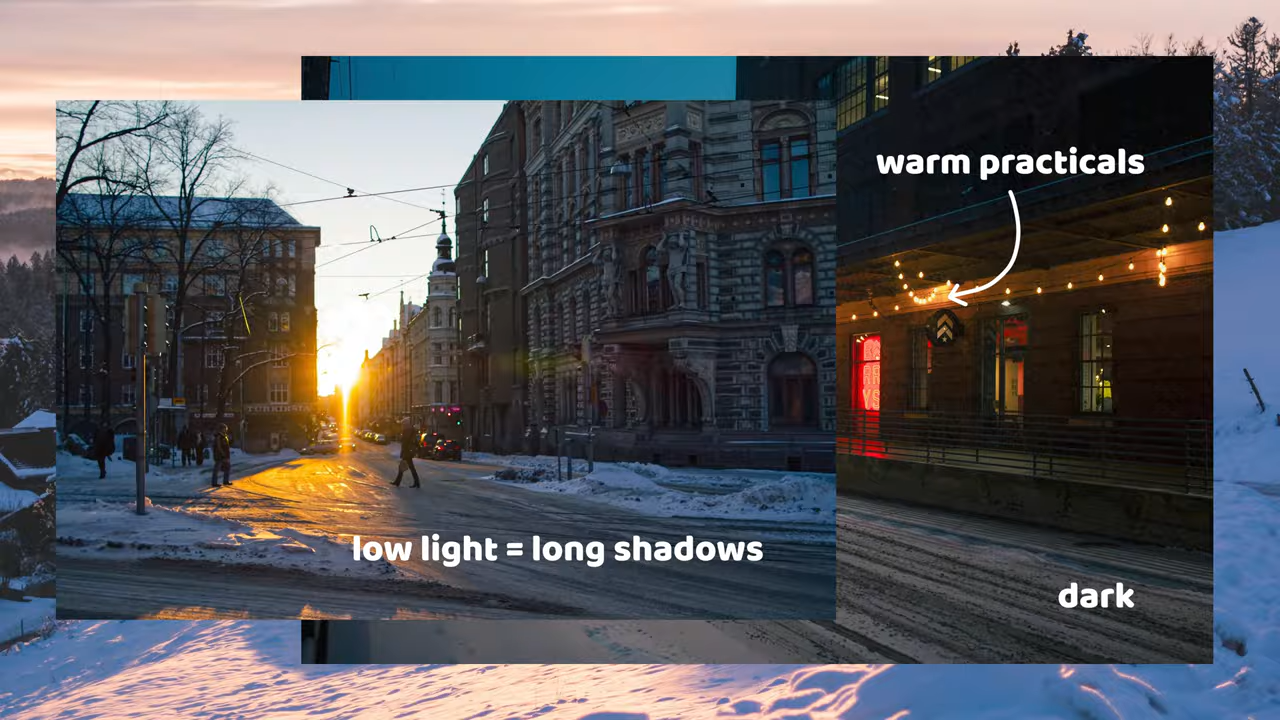 warm practicals
low light = long shadows
dark